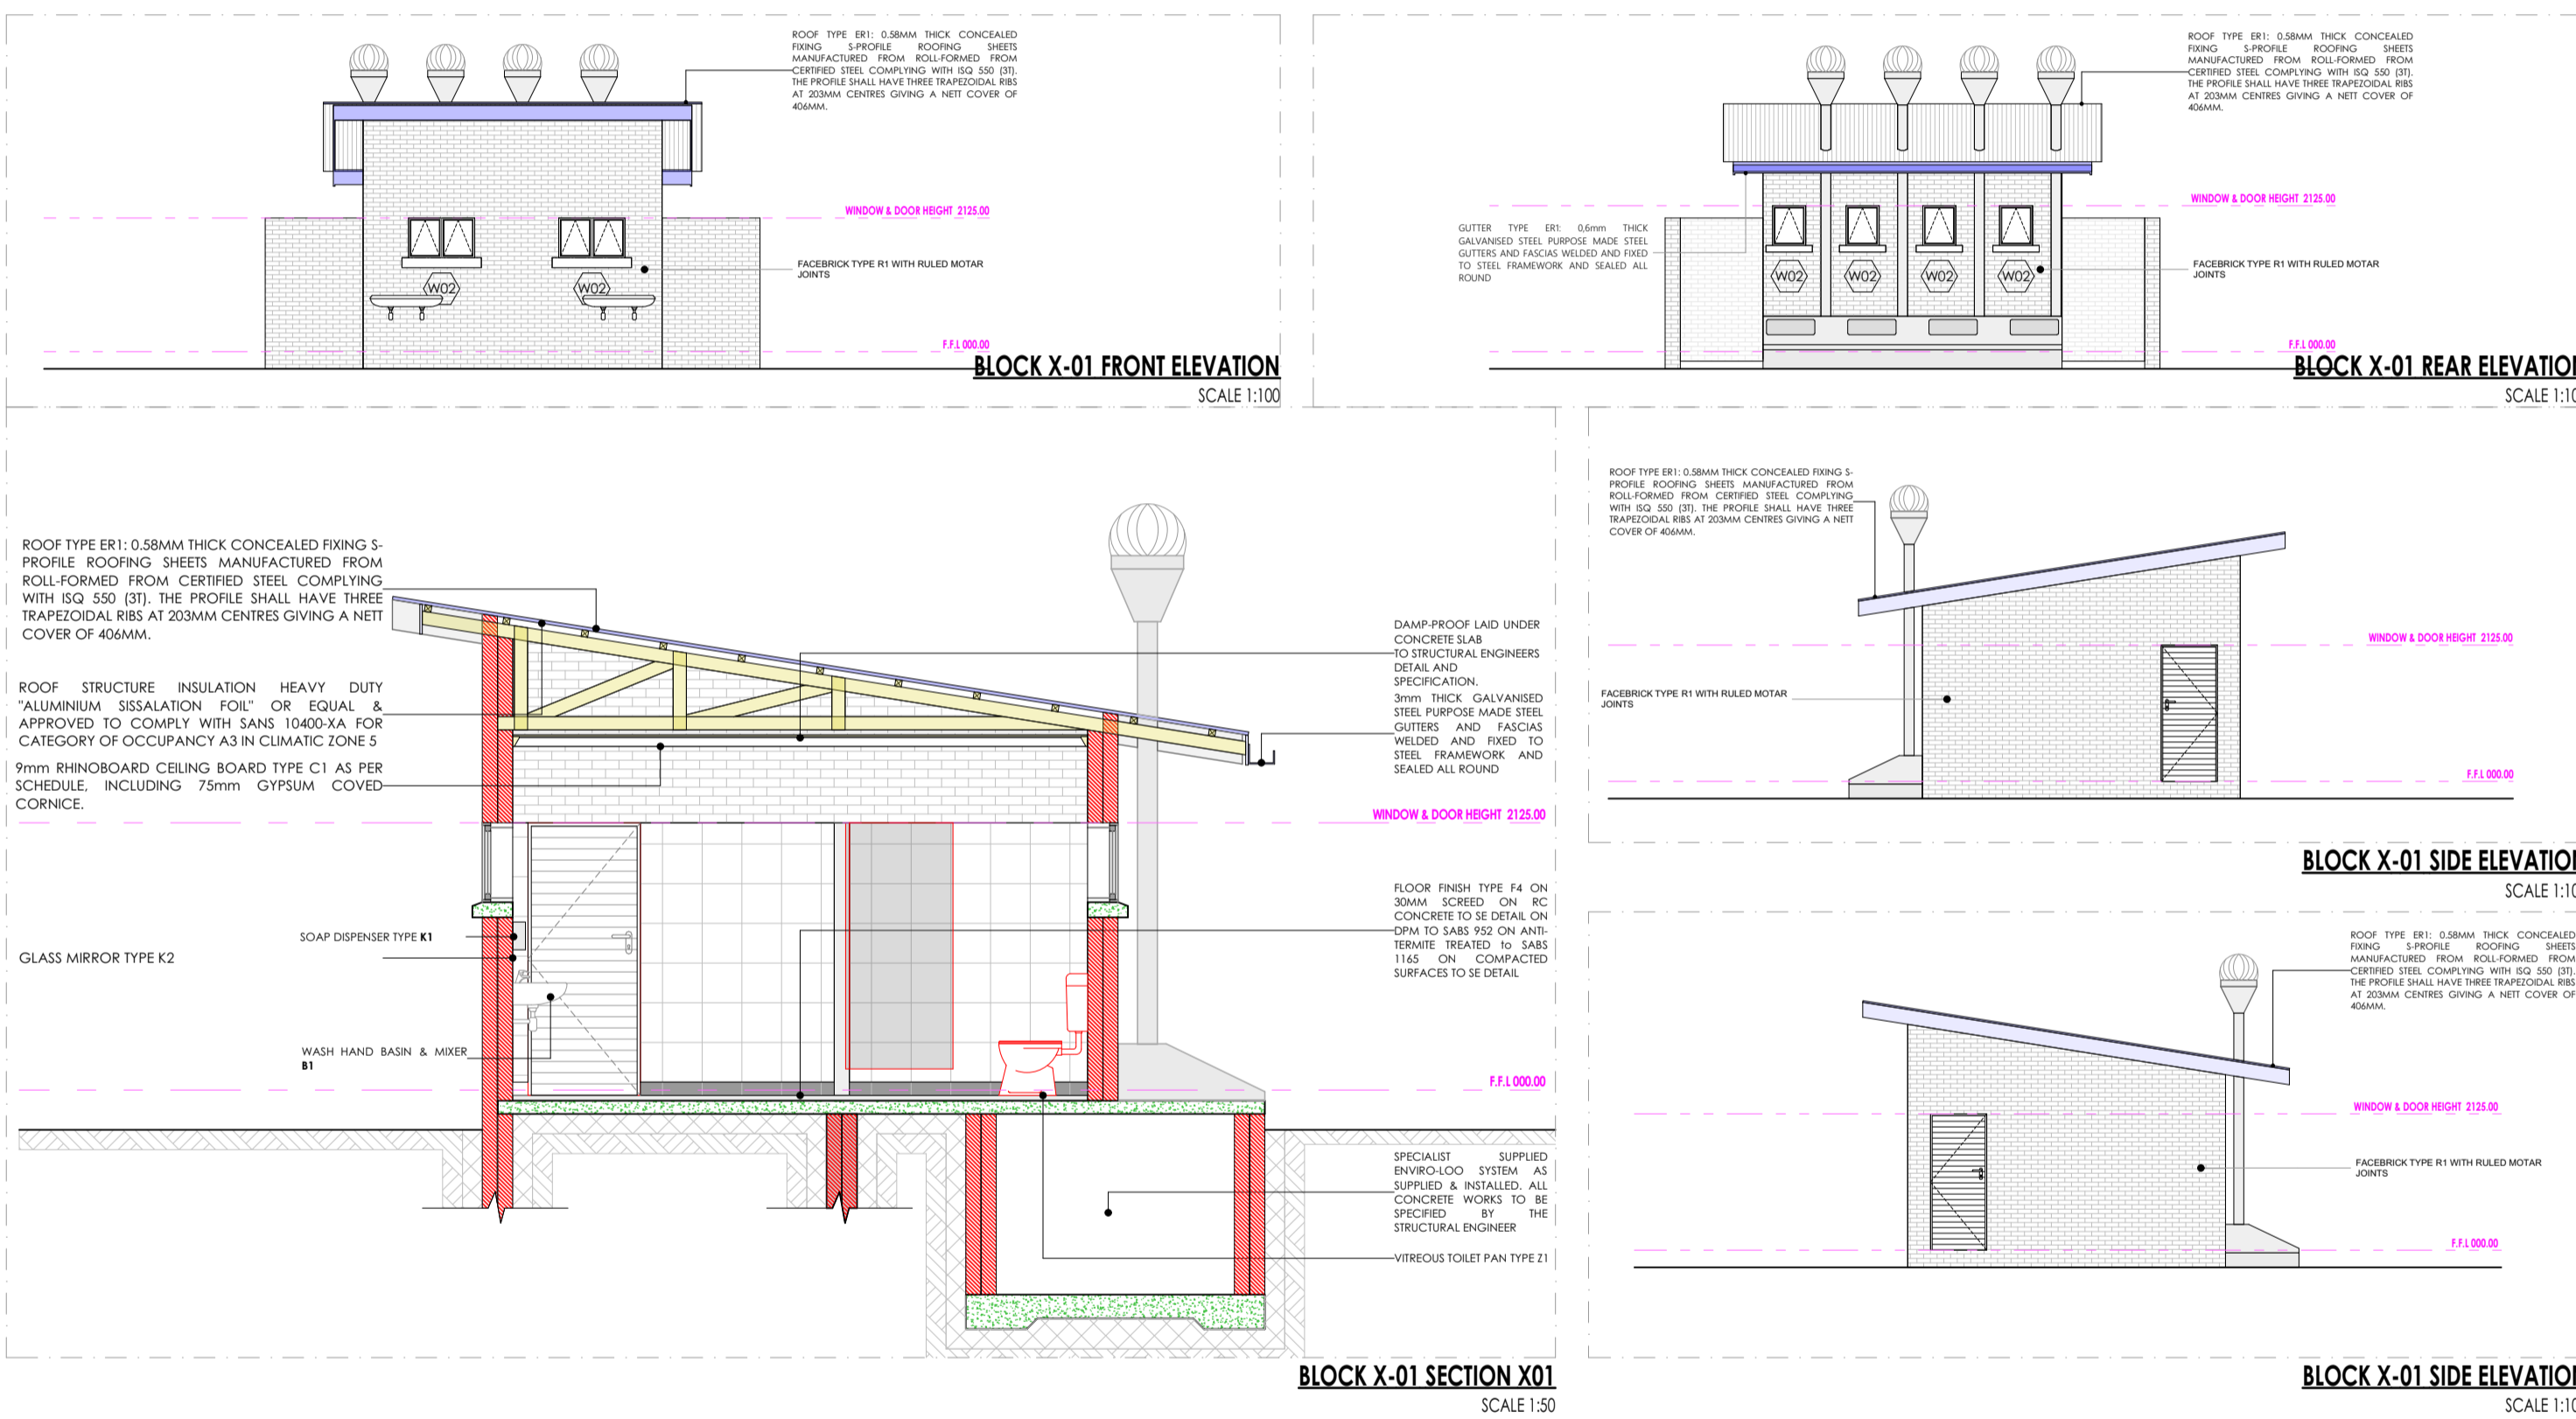 ROOF TYPE ER1: 0.58MM THICK CONCEALED
FIXING S-PROFILE ROOFING SHEETS
MANUFACTURED FROM ROLL-FORMED FROM
CERTIFIED STEEL COMPLYING WITH ISQ 550 (3T).
THE PROFILE SHALL HAVE THREE TRAPEZOIDAL RIBS
AT 203MM CENTRES GIVING A NETT COVER OF
406MM.
WINDOW & DOOR HEIGHT 2125.00
FACEBRICK TYPE R1 WITH RULED MOTAR
JOINTS
W02
W02
F.F.L 000.00
BLOCK X-01 FRONT ELEVATION
SCALE 1:100
ROOF TYPE ER1: 0.58MM THICK CONCEALED
FIXING S-PROFILE ROOFING SHEETS
MANUFACTURED FROM ROLL-FORMED FROM
CERTIFIED STEEL COMPLYING WITH ISQ 550 (3T).
THE PROFILE SHALL HAVE THREE TRAPEZOIDAL RIBS
AT 203MM CENTRES GIVING A NETT COVER OF
406MM.
WINDOW & DOOR HEIGHT 2125.00
GUTTER TYPE ER1: 0,6mm THICK
GALVANISED STEEL PURPOSE MADE STEEL
GUTTERS AND FASCIAS WELDED AND FIXED
TO STEEL FRAMEWORK AND SEALED ALL
ROUND
W02
W02
W02
W02
FACEBRICK TYPE R1 WITH RULED MOTAR
JOINTS
F.F.L 000.00
BLOCK X-01 REAR ELEVATION
SCALE 1:10
ROOF TYPE ER1: 0.58MM THICK CONCEALED FIXING S-
PROFILE ROOFING SHEETS MANUFACTURED FROM
ROLL-FORMED FROM CERTIFIED STEEL COMPLYING
WITH ISQ 550 (3T). THE PROFILE SHALL HAVE THREE
TRAPEZOIDAL RIBS AT 203MM CENTRES GIVING A NETT
COVER OF 406MM.
ROOF STRUCTURE INSULATION HEAVY DUTY
"ALUMINIUM SISSALATION FOIL" OR EQUAL &
APPROVED TO COMPLY WITH SANS 10400-XA FOR
CATEGORY OF OCCUPANCY A3 IN CLIMATIC ZONE 5
9mm RHINOBOARD CEILING BOARD TYPE C1 AS PER
SCHEDULE, INCLUDING 75mm GYPSUM COVED
CORNICE.
SOAP DISPENSER TYPE K1
GLASS MIRROR TYPE K2
WASH HAND BASIN & MIXER
B1
DAMP-PROOF LAID UNDER
CONCRETE SLAB
TO STRUCTURAL ENGINEERS
DETAIL AND
SPECIFICATION.
3mm THICK GALVANISED
STEEL PURPOSE MADE STEEL
GUTTERS AND FASCIAS
WELDED AND FIXED TO
STEEL FRAMEWORK AND
SEALED ALL ROUND
WINDOW & DOOR HEIGHT 2125.00
FLOOR FINISH TYPE F4 ON
30MM SCREED ON RC
CONCRETE TO SE DETAIL ON
DPM TO SABS 952 ON ANTI-
TERMITE TREATED to SABS
1165 ON COMPACTED
SURFACES TO SE DETAIL
F.F.L 000.00
SPECIALIST SUPPLIED
ENVIRO-LOO SYSTEM AS
SUPPLIED & INSTALLED. ALL
CONCRETE WORKS TO BE
SPECIFIED BY THE
STRUCTURAL ENGINEER
VITREOUS TOILET PAN TYPE Z1
BLOCK X-01 SECTION X01
SCALE 1:50
ROOF TYPE ER1: 0.58MM THICK CONCEALED FIXING S-
PROFILE ROOFING SHEETS MANUFACTURED FROM
ROLL-FORMED FROM CERTIFIED STEEL COMPLYING
WITH ISQ 550 (3T). THE PROFILE SHALL HAVE THREE
TRAPEZOIDAL RIBS AT 203MM CENTRES GIVING A NETT
COVER OF 406MM.
WINDOW & DOOR HEIGHT 2125.00
FACEBRICK TYPE R1 WITH RULED MOTAR
JOINTS
F.F.L 000.00
BLOCK X-01 SIDE ELEVATION
SCALE 1:10
ROOF TYPE ER1: 0.58MM THICK CONCEALED
FIXING S-PROFILE ROOFING SHEETS
MANUFACTURED FROM ROLL-FORMED FROM
CERTIFIED STEEL COMPLYING WITH ISQ 550 (3T).
THE PROFILE SHALL HAVE THREE TRAPEZOIDAL RIBS
AT 203MM CENTRES GIVING A NETT COVER OF
406MM.
WINDOW & DOOR HEIGHT 2125.00
FACEBRICK TYPE R1 WITH RULED MOTAR
JOINTS
F.F.L 000.00
BLOCK X-01 SIDE ELEVATION
SCALE 1:10